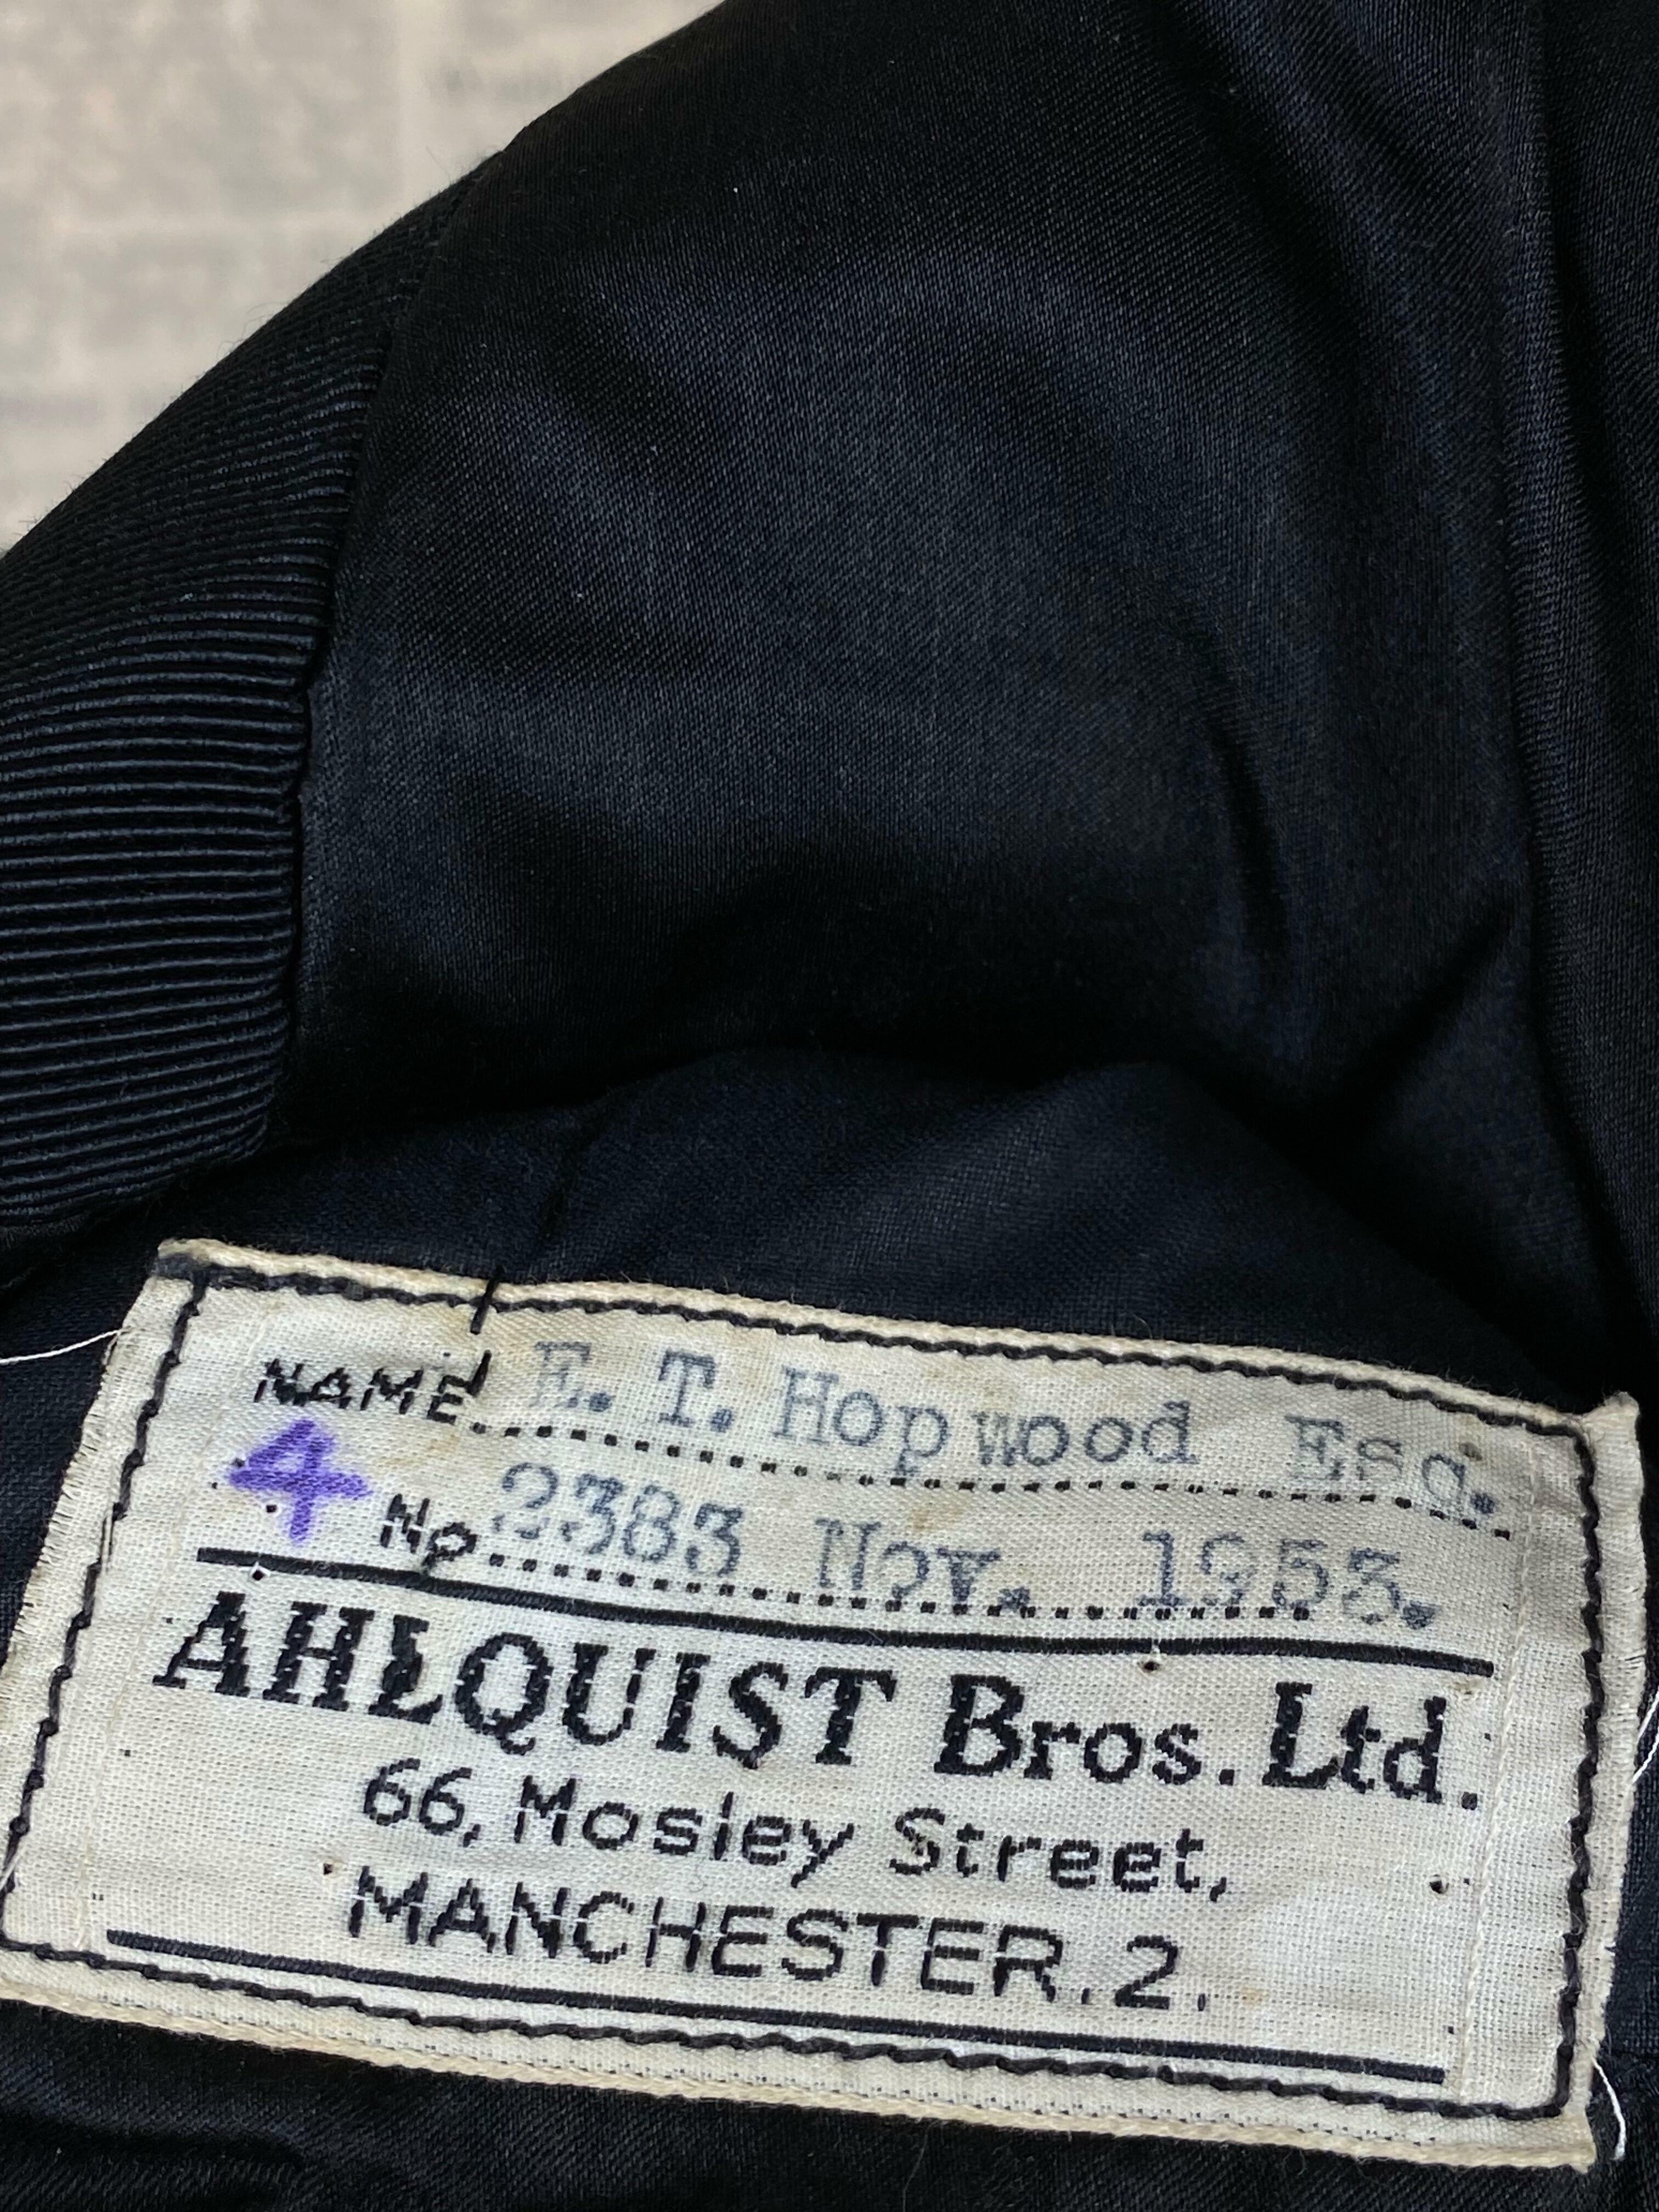 NAME E. T. Hopwood Esq.
4 No 2383 Nov. 1953.
AHLQUIST Bros. Ltd.
66, Mosley Street,
MANCHESTER. 2.